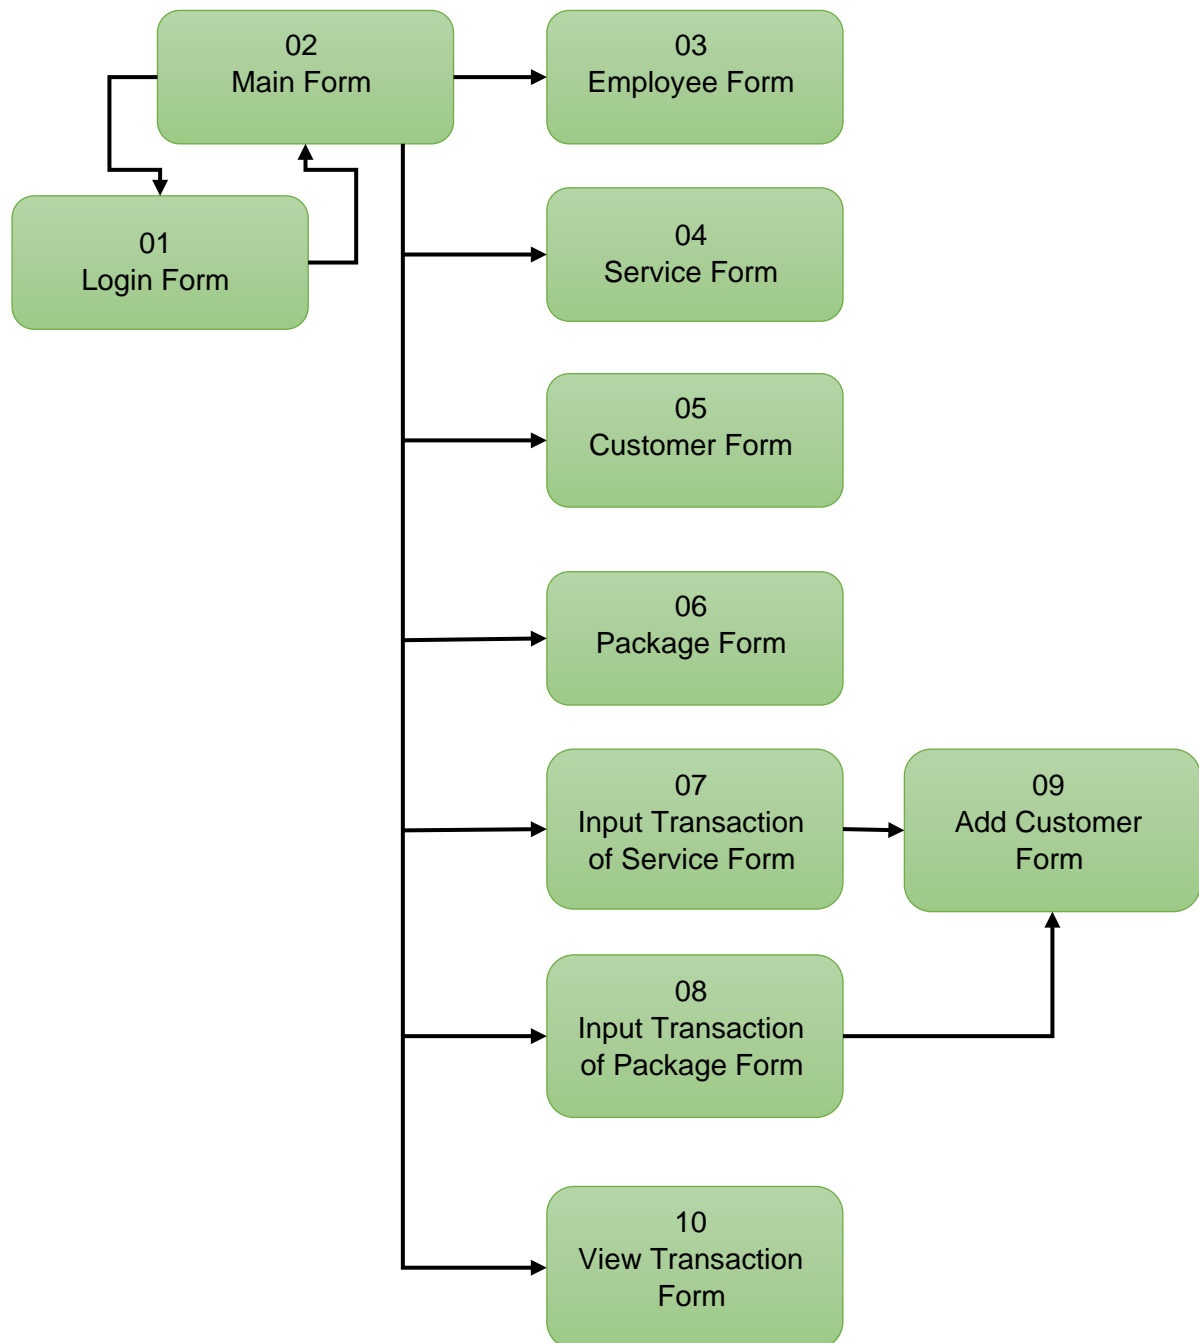 02
Main Form
03
Employee Form
01
Login Form
04
Service Form
05
Customer Form
06
Package Form
07
Input Transaction
of Service Form
09
Add Customer
Form
08
Input Transaction
of Package Form
10
View Transaction
Form